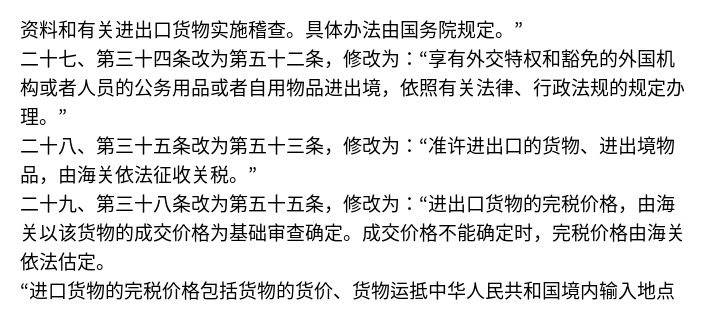 资料和有关进出口货物实施稽查。具体办法由国务院规定。”
二十七、第三十四条改为第五十二条，修改为：“享有外交特权和豁免的外国机
构或者人员的公务用品或者自用物品进出境，依照有关法律、行政法规的规定办
理。”
二十八、第三十五条改为第五十三条，修改为：“准许进出口的货物、进出境物
品，由海关依法征收关税。”
二十九、第三十八条改为第五十五条，修改为：“进出口货物的完税价格，由海
关以该货物的成交价格为基础审查确定。成交价格不能确定时，完税价格由海关
依法估定。
“进口货物的完税价格包括货物的货价、货物运抵中华人民共和国境内输入地点